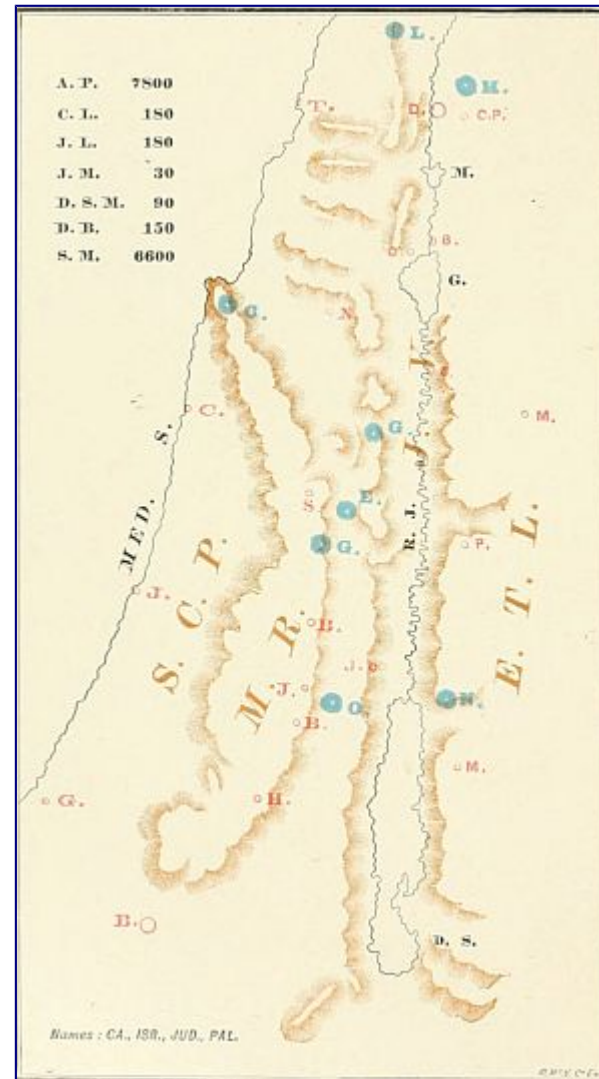 L.
H.
A. P. 7800
C. L. 180
J. L. 180
J. M. 30
D. S. M. 90
D. B. 150
S. M. 6600
T.
D.
C.P.
M.
B.
G.
C.
N.
C.
M.
G.
S.
E.
G.
P.
MED. S.
S. C. P.
M. R.
R. J.
J. V.
E. T. L.
J.
B.
J.
J.
B.
O.
N.
M.
G.
H.
B.
D. S.
Names : CA., ISR., JUD., PAL.